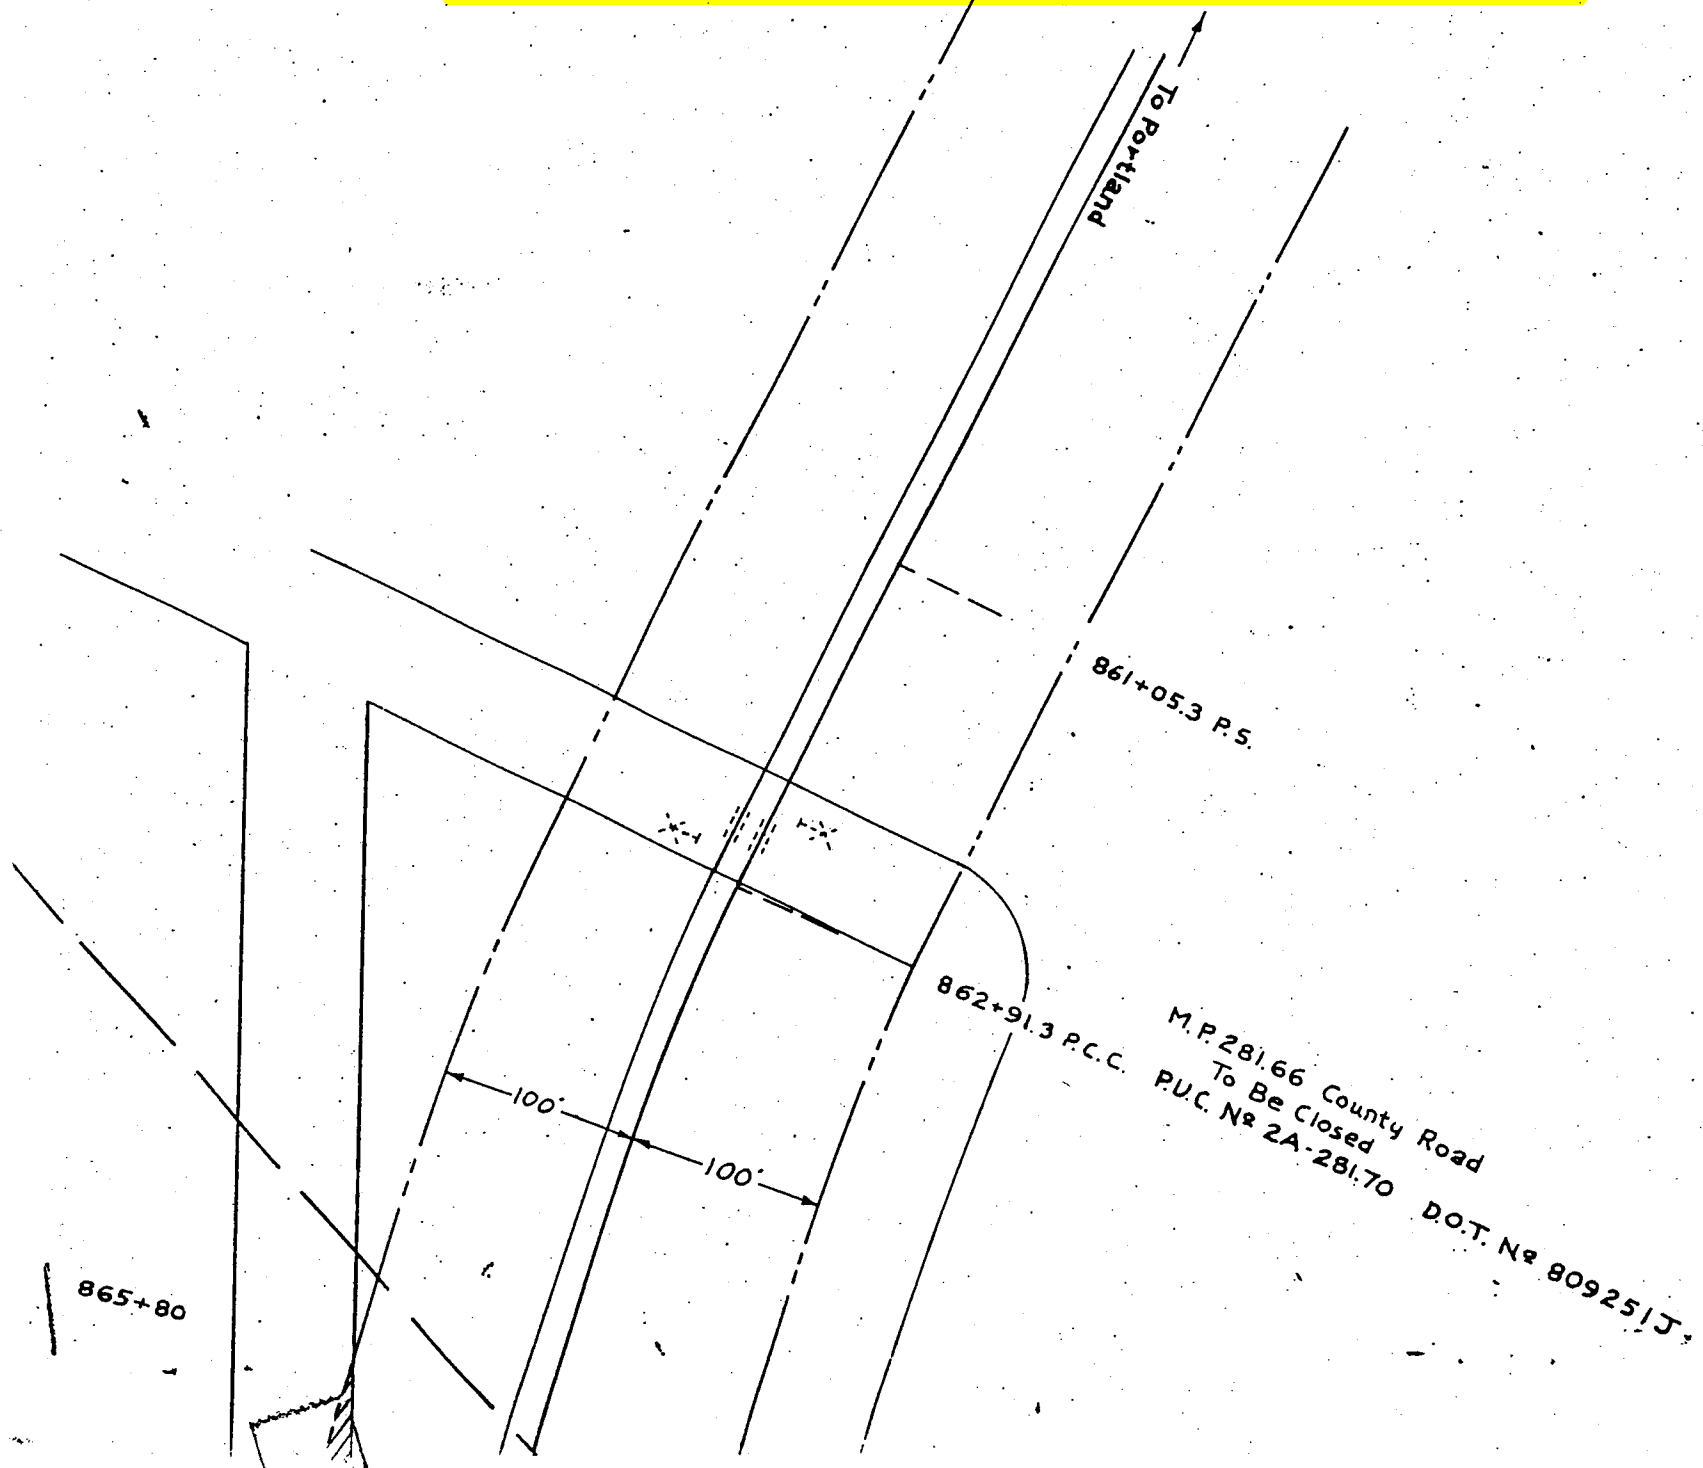 To Portland
861+05.3 P.S.
862+91.3 P.C.C.
M.P. 281.66 County Road
To Be Closed
P.U.C. № 2A-281.70 D.O.T. № 809251J.
100'
100'
865+80